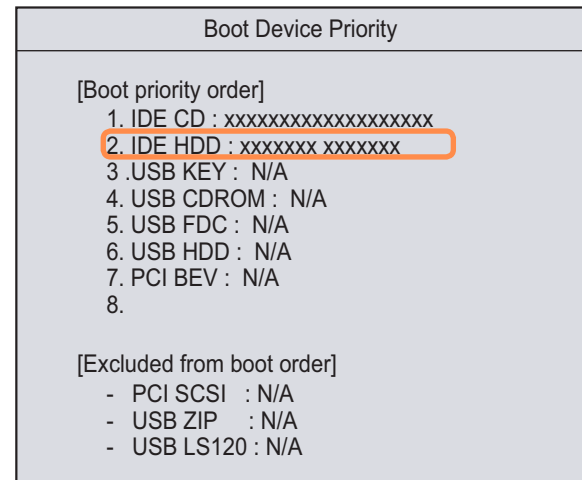 Boot Device Priority
[Boot priority order]
1. IDE CD : xxxxxxxxxxxxxxxxxxx
2. IDE HDD : xxxxxxx xxxxxxx
3 .USB KEY :  N/A
4. USB CDROM :  N/A
5. USB FDC :  N/A
6. USB HDD :  N/A
7. PCI BEV :  N/A
8.
[Excluded from boot order]
-  PCI SCSI  : N/A
-  USB ZIP    : N/A
-  USB LS120 : N/A